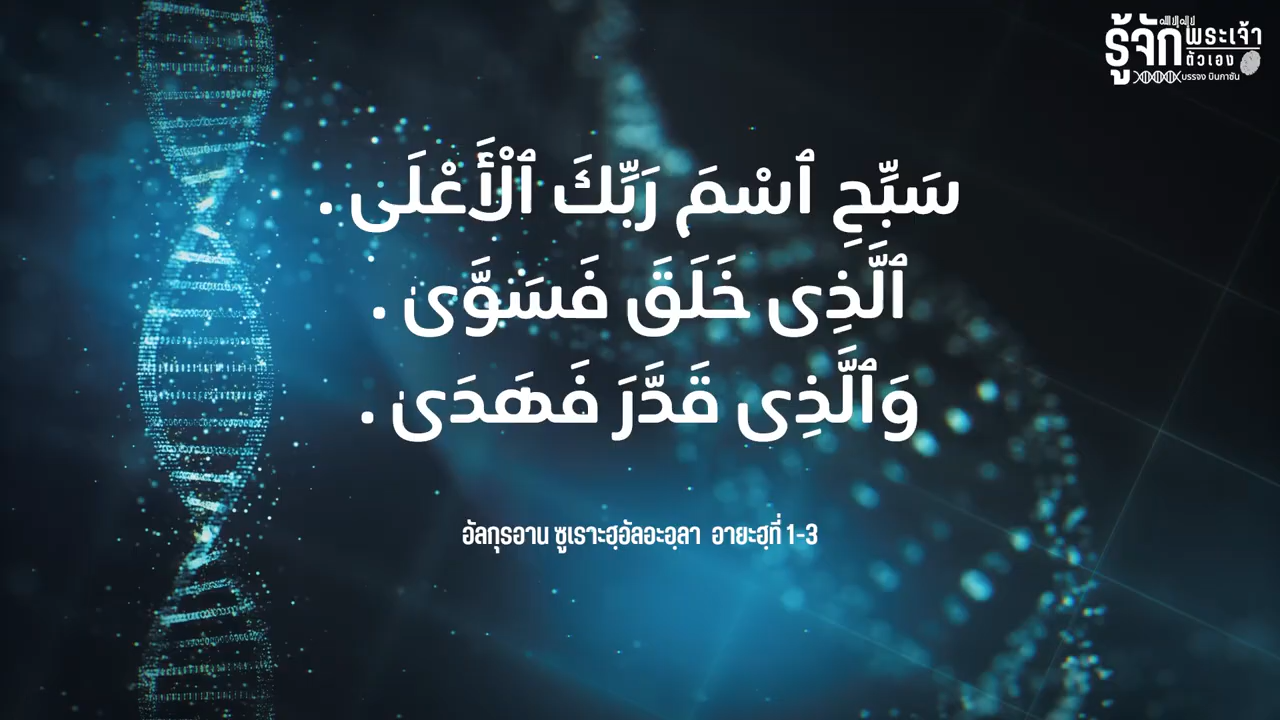 سَبِّحِ ٱسْمَ رَبِّكَ ٱلْأَعْلَى .
ٱلَّذِى خَلَقَ فَسَوَّىٰ .
وَٱلَّذِى قَدَّرَ فَهَدَىٰ .
อัลกุรอาน ซูเราะฮฺอัลอะอฺลา อายะฮฺที่ 1-3
รู้จัก
พระเจ้า
ตัวเอง
บรรจง บินกาซัน